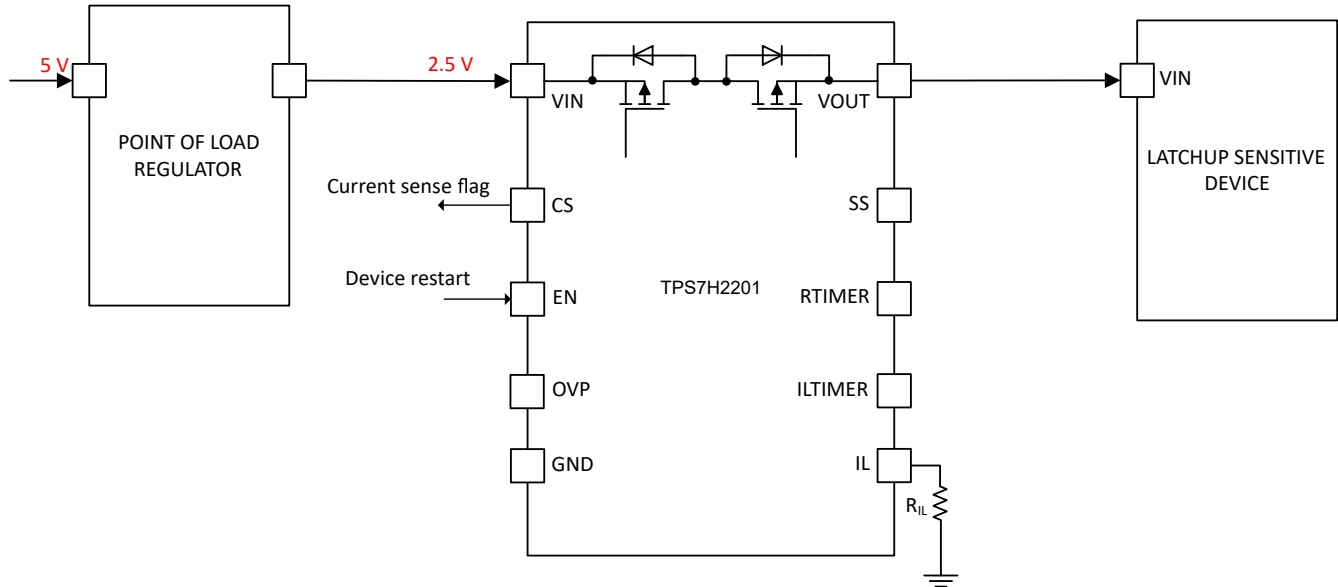 5 V
POINT OF LOAD
REGULATOR
2.5 V
VIN
VOUT
VIN
LATCHUP SENSITIVE
DEVICE
Current sense flag
CS
SS
Device restart
EN
TPS7H2201
RTIMER
OVP
ILTIMER
GND
IL
RIL